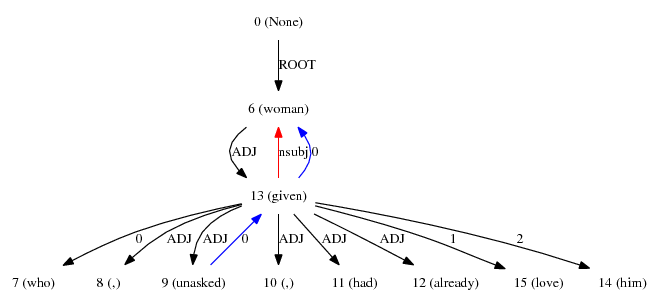 0 (None)
ROOT
6 (woman)
ADJ nsubj 0
13 (given)
0 ADJ ADJ 0 ADJ ADJ ADJ 1 2
7 (who) 8 (,) 9 (unasked) 10 (,) 11 (had) 12 (already) 15 (love) 14 (him)